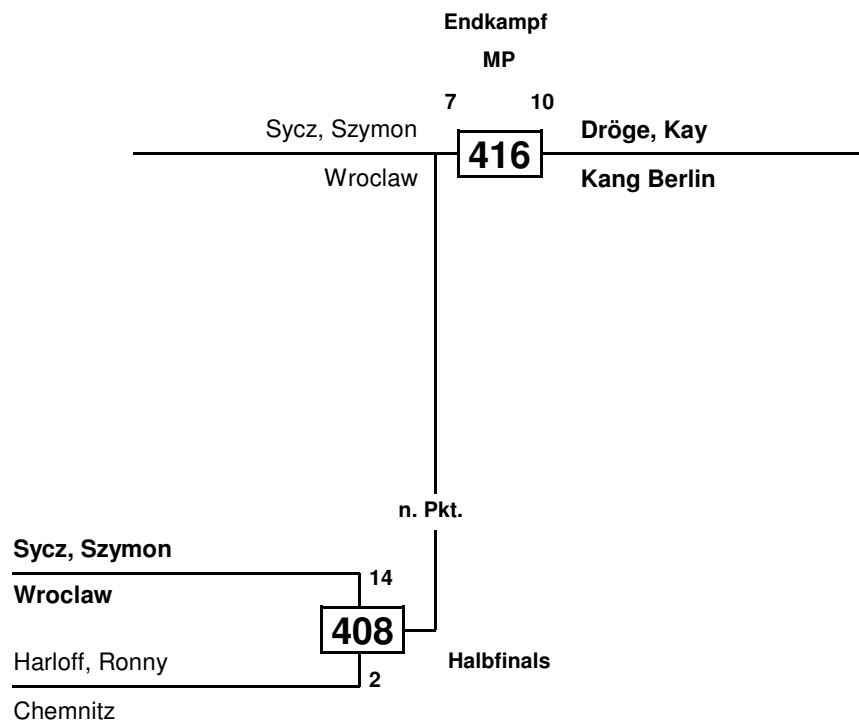 Endkampf
MP
7 10
Sycz, Szymon 416 Dröge, Kay
Wroclaw Kang Berlin
n. Pkt.
Sycz, Szymon
14
Wroclaw
408
Harloff, Ronny Halbfinals
2
Chemnitz